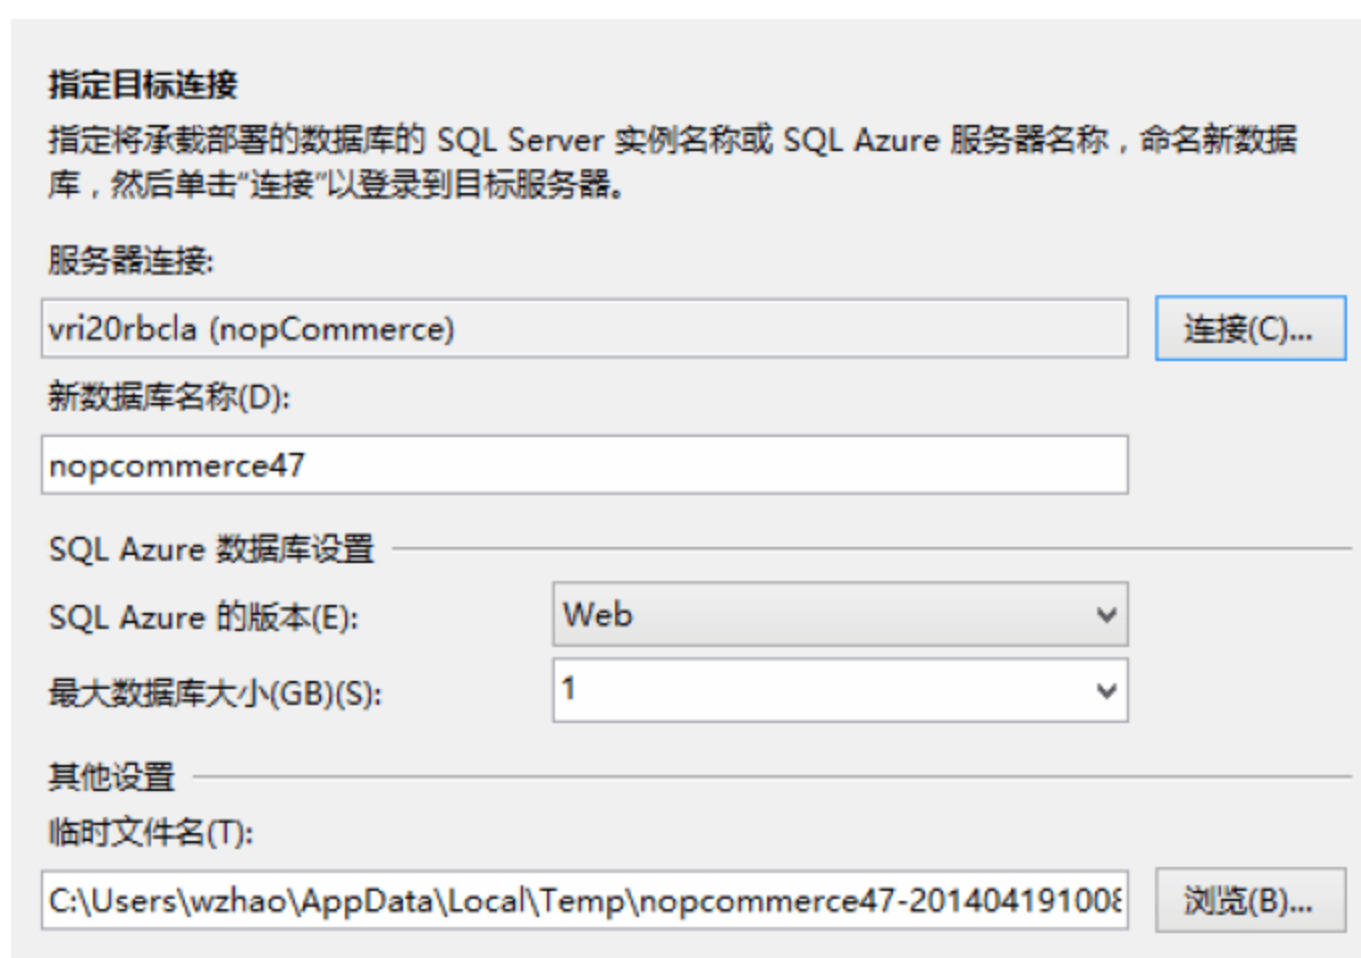 指定目标连接
指定将承载部署的数据库的 SQL Server 实例名称或 SQL Azure 服务器名称，命名新数据
库，然后单击“连接”以登录到目标服务器。
服务器连接:
vri20rbcla (nopCommerce)
连接(C)...
新数据库名称(D):
nopcommerce47
SQL Azure 数据库设置
SQL Azure 的版本(E):
Web
最大数据库大小(GB)(S):
1
其他设置
临时文件名(T):
C:\Users\wzhao\AppData\Local\Temp\nopcommerce47-201404191008
浏览(B)...